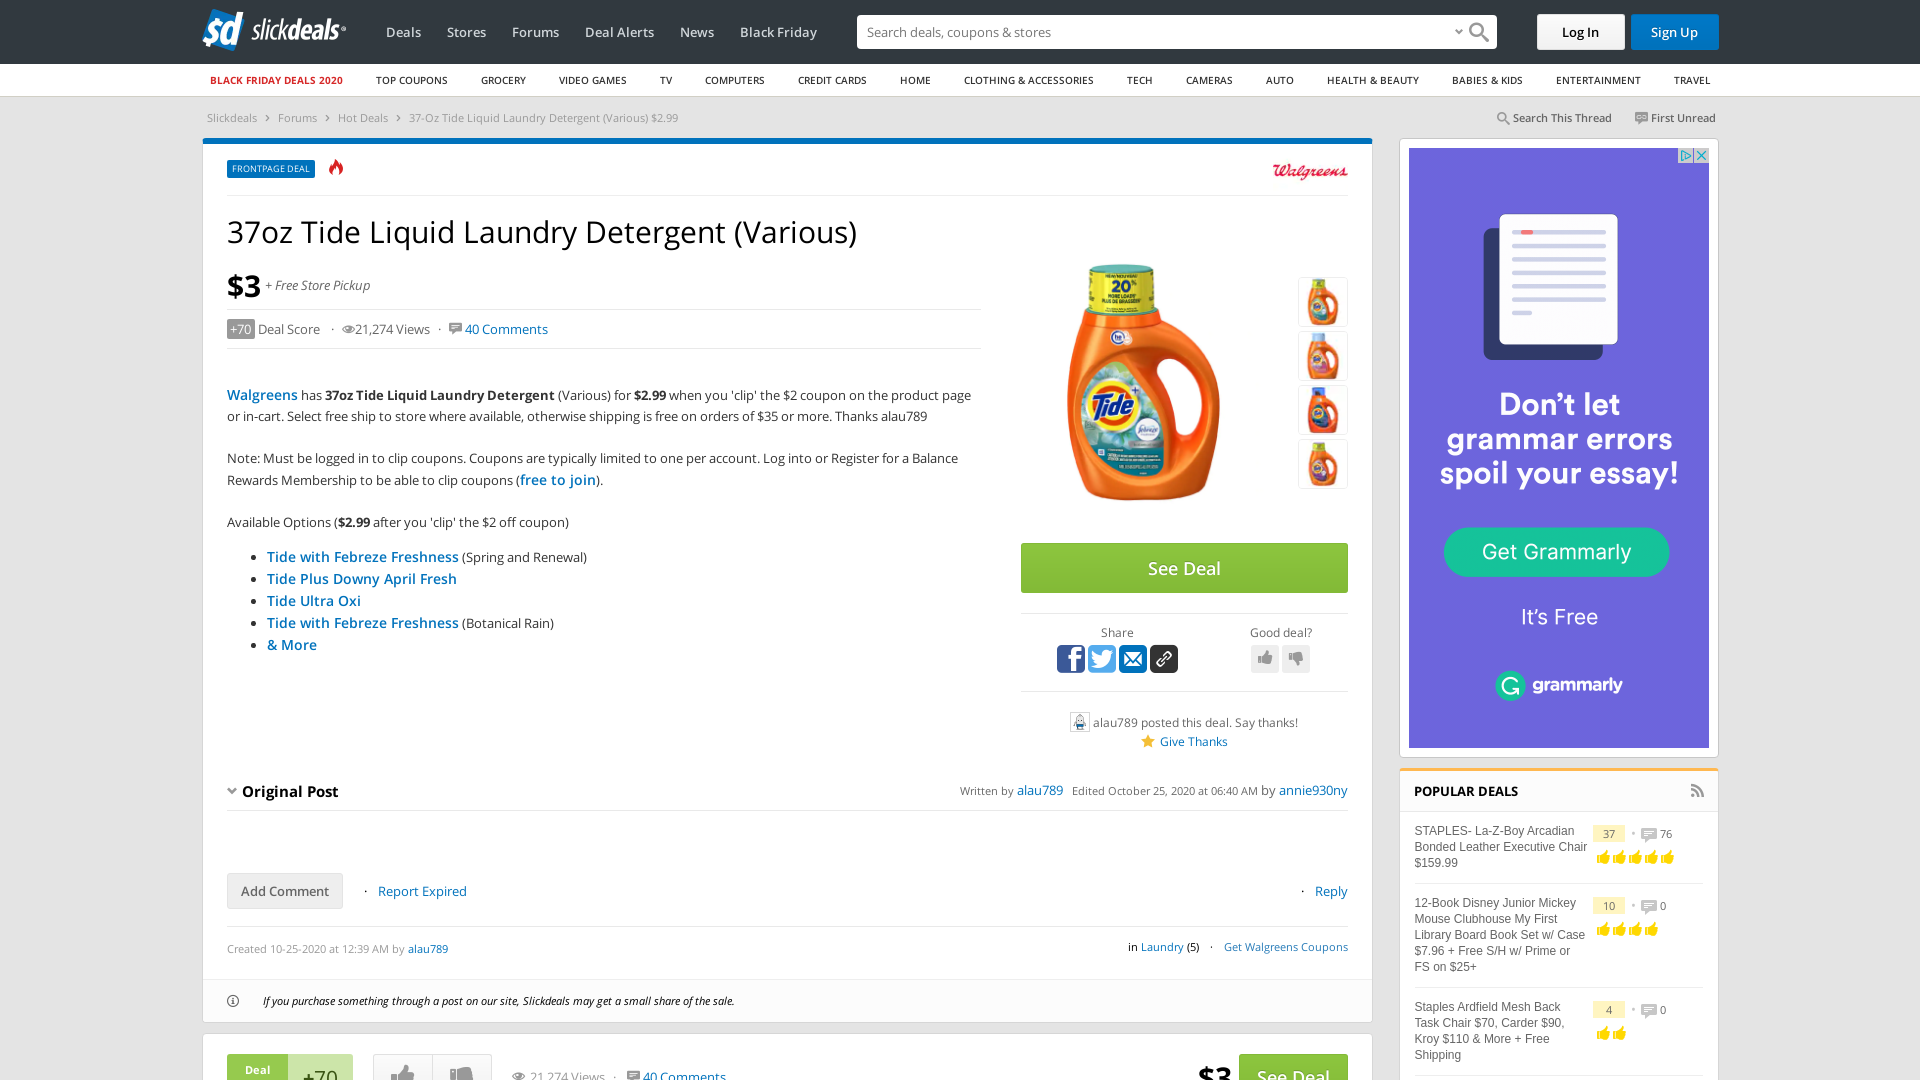 slickdeals
Deals Stores Forums Deal Alerts News Black Friday
Search deals, coupons & shopping
Log In Sign Up
BLACK FRIDAY DEALS 2020 TOP COUPONS GROCERY VIDEO GAMES TV COMPUTERS CREDIT CARDS HOME CLOTHING & ACCESSORIES TECH CAMERAS AUTO HEALTH & BEAUTY BABIES & KIDS ENTERTAINMENT TRAVEL
Slickdeals › Forums › Hot Deals › 37-Oz Tide Liquid Laundry Detergent (Various) $2.99
Search This Thread First Unread
FRONTPAGE DEAL
Walgreens
37oz Tide Liquid Laundry Detergent (Various)
$3 + Free Store Pickup
+70 Deal Score · 21,274 Views · 40 Comments
Walgreens has 37oz Tide Liquid Laundry Detergent (Various) for $2.99 when you 'clip' the $2 coupon on the product page
or in-cart. Select free ship to store where available, otherwise shipping is free on orders of $35 or more. Thanks alau789
Note: Must be logged in to clip coupons. Coupons are typically limited to one per account. Log into or Register for a Balance
Rewards Membership to be able to clip coupons (free to join).
Available Options ($2.99 after you 'clip' the $2 off coupon)
Tide with Febreze Freshness (Spring and Renewal)
Tide Plus Downy April Fresh
Tide Ultra Oxi
Tide with Febreze Freshness (Botanical Rain)
& More
20%
MORE LOADS
hp
Tide
febreze
See Deal
Share
Good deal?
alau789 posted this deal. Say thanks!
Give Thanks
Original Post
Written by alau789 Edited October 25, 2020 at 06:40 AM by annie930ny
Add Comment · Report Expired
· Reply
Created 10-25-2020 at 12:39 AM by alau789
in Laundry (5) · Get Walgreens Coupons
If you purchase something through a post on our site, Slickdeals may get a small share of the sale.
Deal
+70
21,274 Views · 40 Comments
$3 See Deal
Don't let
grammar errors
spoil your essay!
Get Grammarly
It's Free
grammarly
POPULAR DEALS
STAPLES- La-Z-Boy Arcadian
Bonded Leather Executive Chair
$159.99
37 · 76
12-Book Disney Junior Mickey
Mouse Clubhouse My First
Library Board Book Set w/ Case
$7.96 + Free S/H w/ Prime or
FS on $25+
10 · 0
Staples Ardfield Mesh Back
Task Chair $70, Carder $90,
Kroy $110 & More + Free
Shipping
4 · 0